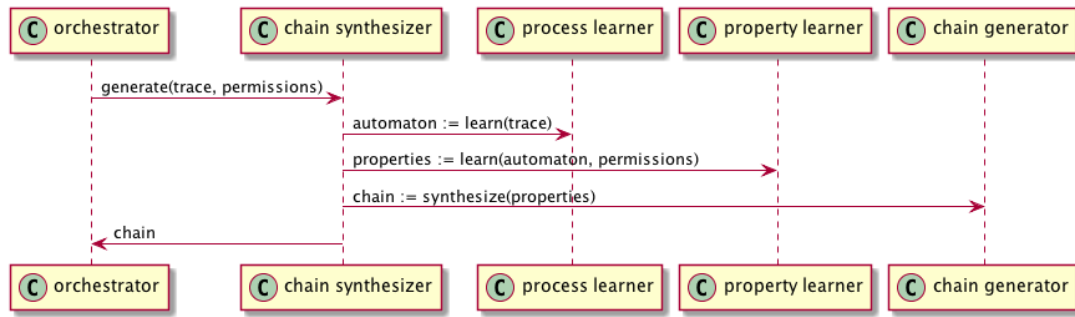 C orchestrator C chain synthesizer C process learner C property learner C chain generator
generate(trace, permissions)
automaton := learn(trace)
properties := learn(automaton, permissions)
chain := synthesize(properties)
chain
C orchestrator C chain synthesizer C process learner C property learner C chain generator